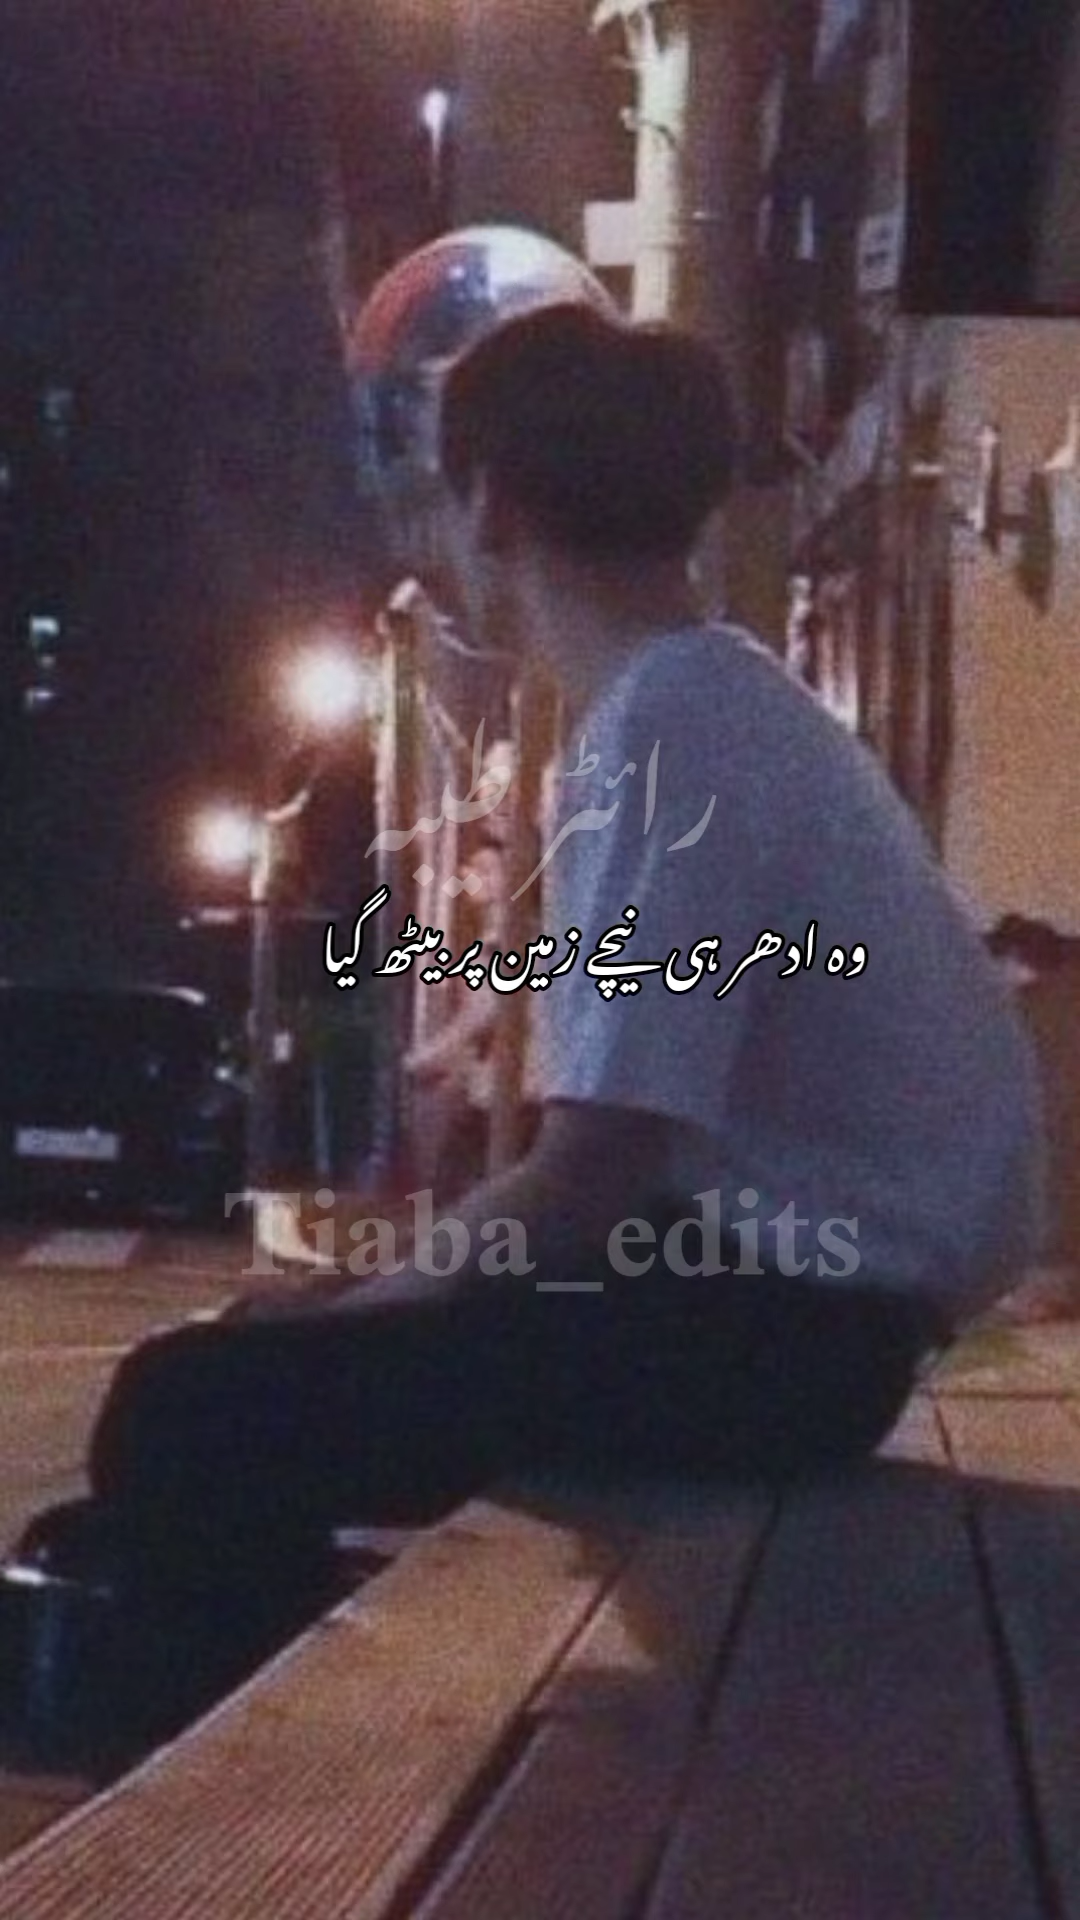 رائٹر طیبہ
وہ ادھر ہی نیچے زمین پر بیٹھ گیا
Tiaba_edits